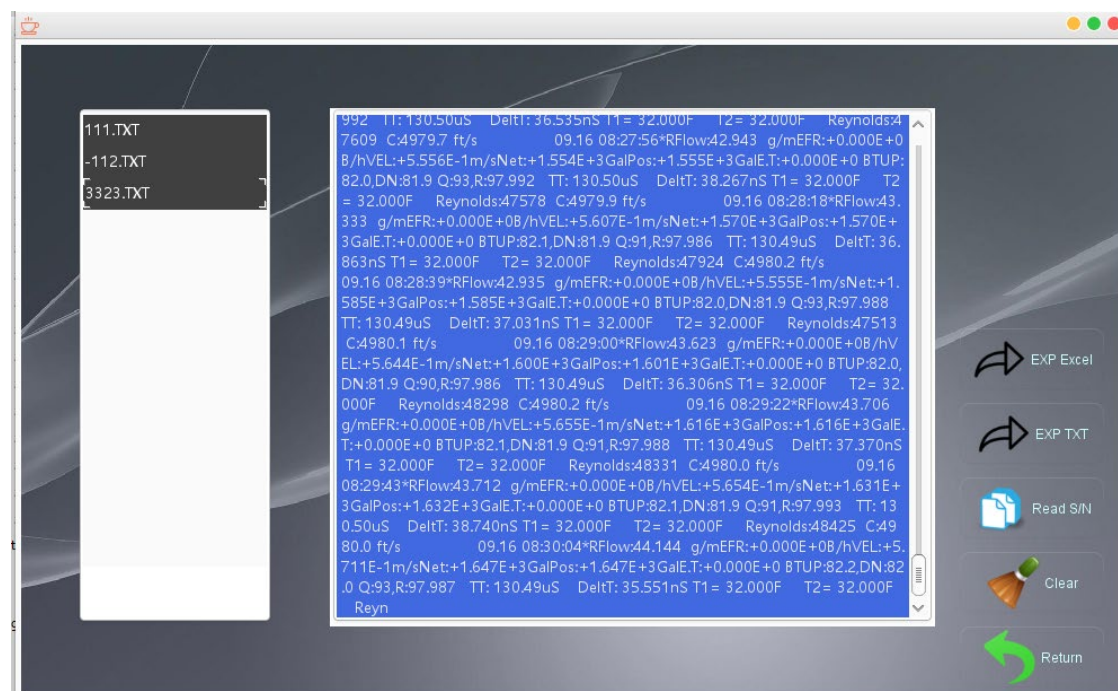 111.TXT
-112.TXT
3323.TXT
992 TT: 130.50uS DeltT: 36.535nS T1= 32.000F T2= 32.000F Reynolds:4
7609 C:4979.7 ft/s 09.16 08:27:56*RFlow:42.943 g/mEFR:+0.000E+0
B/hVEL:+5.556E-1m/sNet:+1.554E+3GalPos:+1.555E+3GalE.T:+0.000E+0 BTUP:
82.0,DN:81.9 Q:93,R:97.992 TT: 130.50uS DeltT: 38.267nS T1= 32.000F T2
= 32.000F Reynolds:47578 C:4979.9 ft/s 09.16 08:28:18*RFlow:43.
333 g/mEFR:+0.000E+0B/hVEL:+5.607E-1m/sNet:+1.570E+3GalPos:+1.570E+
3GalE.T:+0.000E+0 BTUP:82.1,DN:81.9 Q:91,R:97.986 TT: 130.49uS DeltT: 36.
863nS T1= 32.000F T2= 32.000F Reynolds:47924 C:4980.2 ft/s
09.16 08:28:39*RFlow:42.935 g/mEFR:+0.000E+0B/hVEL:+5.555E-1m/sNet:+1.
585E+3GalPos:+1.585E+3GalE.T:+0.000E+0 BTUP:82.0,DN:81.9 Q:93,R:97.988
TT: 130.49uS DeltT: 37.031nS T1= 32.000F T2= 32.000F Reynolds:47513
C:4980.1 ft/s 09.16 08:29:00*RFlow:43.623 g/mEFR:+0.000E+0B/hV
EL:+5.644E-1m/sNet:+1.600E+3GalPos:+1.601E+3GalE.T:+0.000E+0 BTUP:82.0,
DN:81.9 Q:90,R:97.986 TT: 130.49uS DeltT: 36.306nS T1= 32.000F T2= 32.
000F Reynolds:48298 C:4980.2 ft/s 09.16 08:29:22*RFlow:43.706
g/mEFR:+0.000E+0B/hVEL:+5.655E-1m/sNet:+1.616E+3GalPos:+1.616E+3GalE.
T:+0.000E+0 BTUP:82.1,DN:81.9 Q:91,R:97.988 TT: 130.49uS DeltT: 37.370nS
T1= 32.000F T2= 32.000F Reynolds:48331 C:4980.0 ft/s 09.16
08:29:43*RFlow:43.712 g/mEFR:+0.000E+0B/hVEL:+5.654E-1m/sNet:+1.631E+
3GalPos:+1.632E+3GalE.T:+0.000E+0 BTUP:82.1,DN:81.9 Q:91,R:97.993 TT: 13
0.50uS DeltT: 38.740nS T1= 32.000F T2= 32.000F Reynolds:48425 C:49
80.0 ft/s 09.16 08:30:04*RFlow:44.144 g/mEFR:+0.000E+0B/hVEL:+5.
711E-1m/sNet:+1.647E+3GalPos:+1.647E+3GalE.T:+0.000E+0 BTUP:82.2,DN:82
.0 Q:93,R:97.987 TT: 130.49uS DeltT: 35.551nS T1= 32.000F T2= 32.000F
Reyn
EXP Excel
EXP TXT
Read S/N
Clear
Return